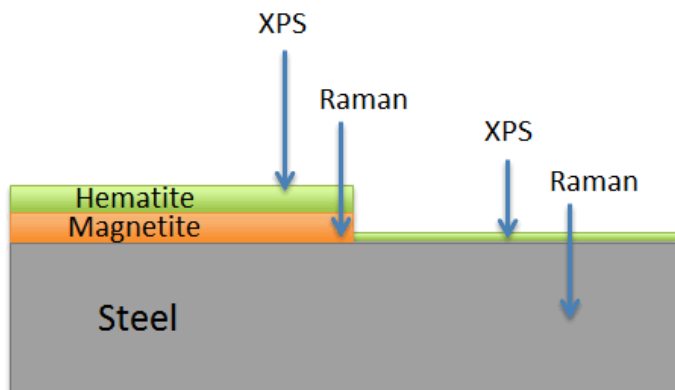 XPS
Raman
XPS
Raman
Hematite
Magnetite
Steel